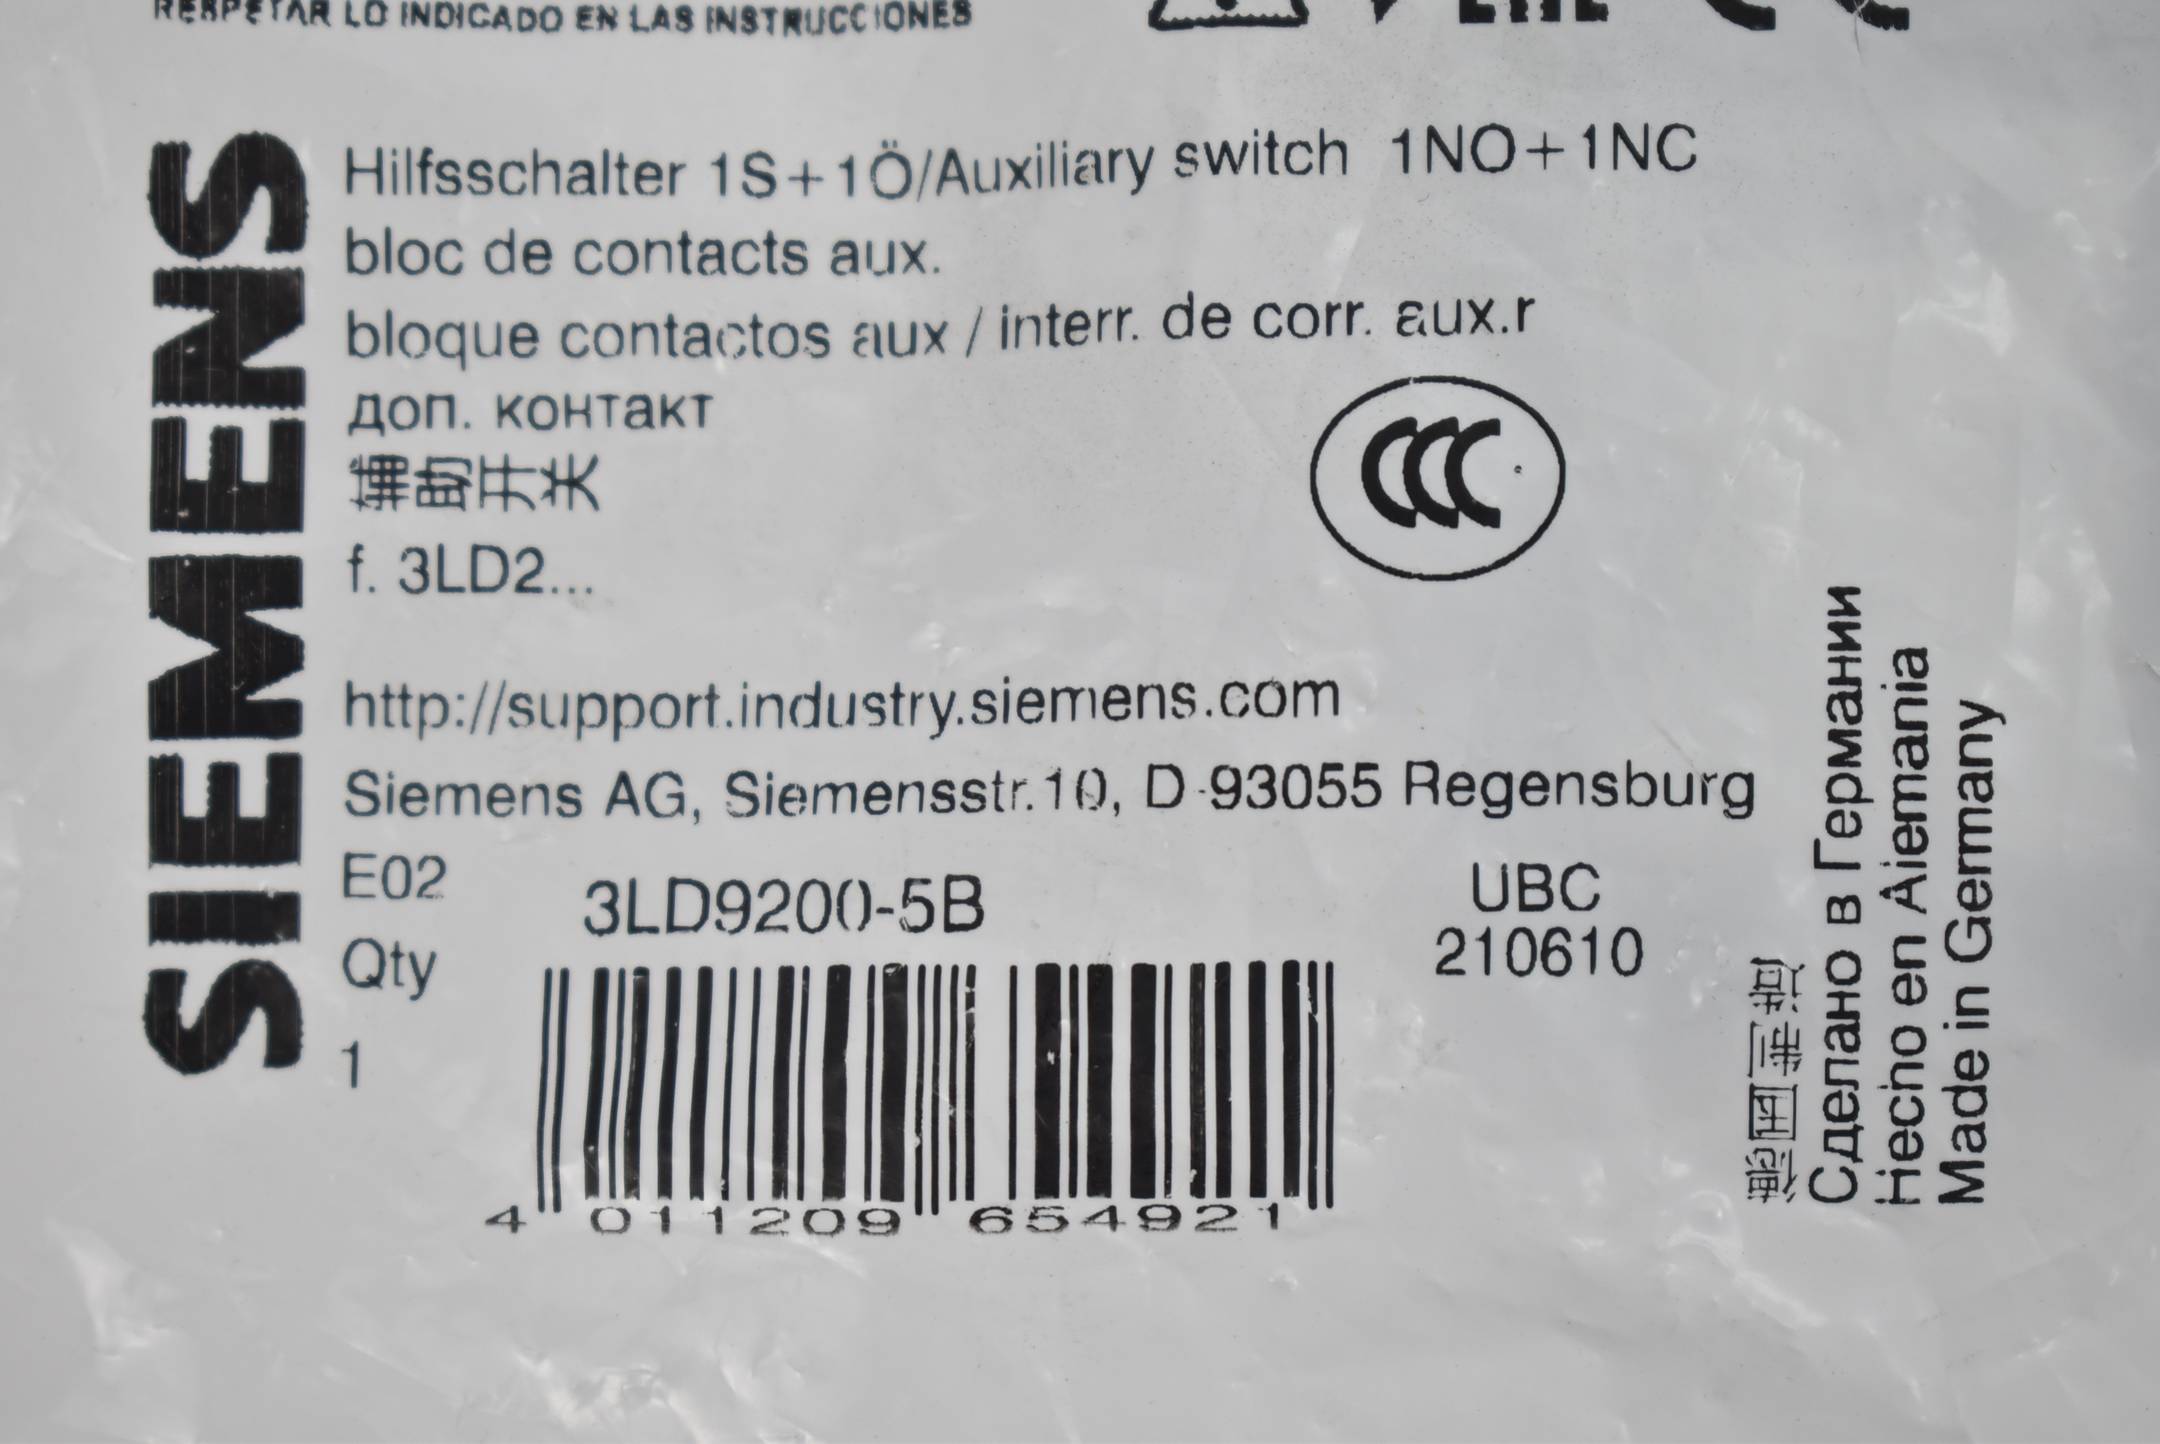 RESPETAR LO INDICADO EN LAS INSTRUCCIONES
SIEMENS
Hilfsschalter 1S+1Ö/Auxiliary switch 1NO+1NC
bloc de contacts aux.
bloque contactos aux / interr. de corr. aux.r
доп. контакт
f. 3LD2...
CCC
http://support.industry.siemens.com
Siemens AG, Siemensstr.10, D-93055 Regensburg
E02
3LD9200-5B
UBC
210610
Qty
1
4 011209 654921
Сделано в Германии
Hecho en Alemania
Made in Germany